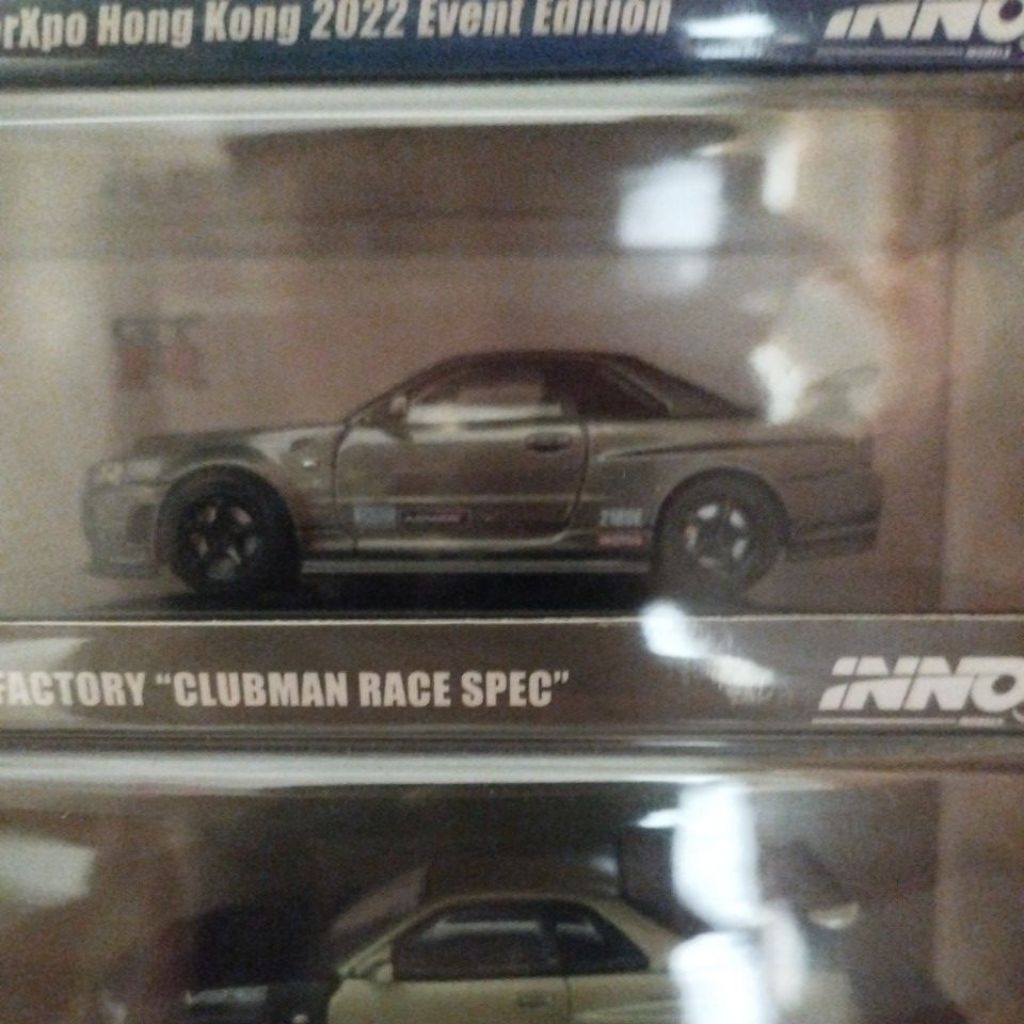 rXpo Hong Kong 2022 Event Edition
INNO
FACTORY “CLUBMAN RACE SPEC”
INNO